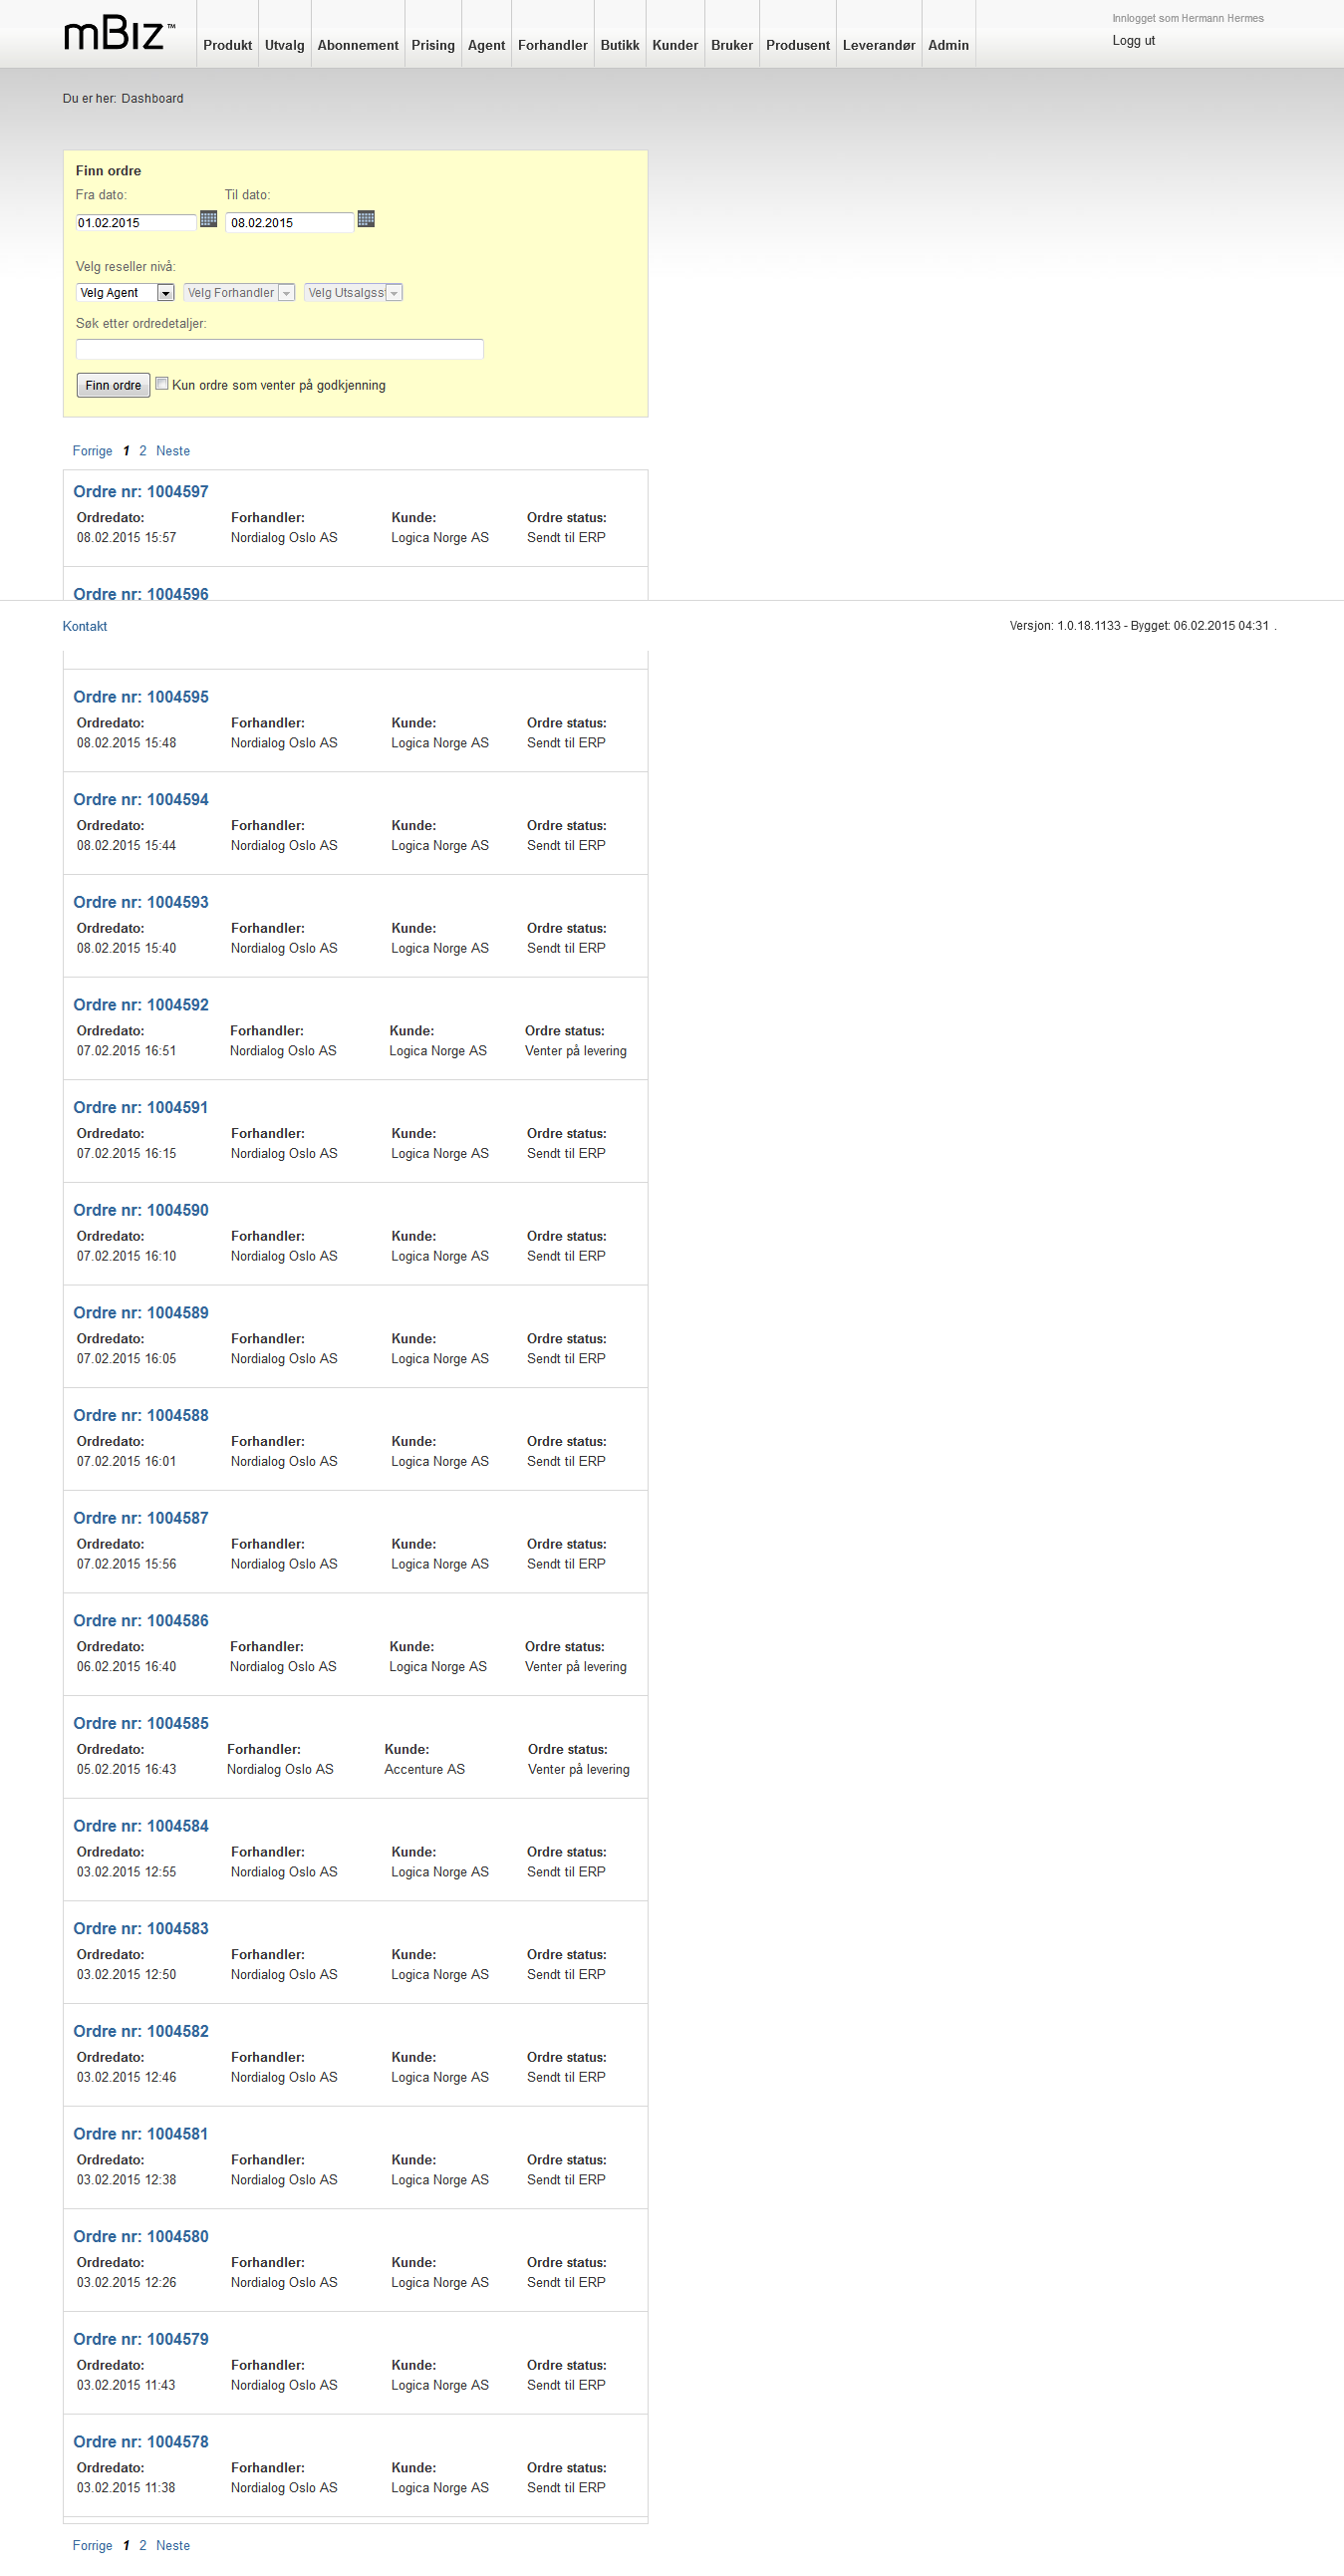 mBiz™
Produkt Utvalg Abonnement Prising Agent Forhandler Butikk Kunder Bruker Produsent Leverandør Admin
Innlogget som Hermann Hermes
Logg ut
Du er her: Dashboard
Finn ordre
Fra dato: Til dato:
01.02.2015 08.02.2015
Velg reseller nivå:
Velg Agent Velg Forhandler Velg Utsalgss
Søk etter ordredetaljer:
Finn ordre Kun ordre som venter på godkjenning
Forrige 1 2 Neste
Ordre nr: 1004597
Ordredato: Forhandler: Kunde: Ordre status:
08.02.2015 15:57 Nordialog Oslo AS Logica Norge AS Sendt til ERP
Ordre nr: 1004596
Kontakt Versjon: 1.0.18.1133 - Bygget: 06.02.2015 04:31 .
Ordre nr: 1004595
Ordredato: Forhandler: Kunde: Ordre status:
08.02.2015 15:48 Nordialog Oslo AS Logica Norge AS Sendt til ERP
Ordre nr: 1004594
Ordredato: Forhandler: Kunde: Ordre status:
08.02.2015 15:44 Nordialog Oslo AS Logica Norge AS Sendt til ERP
Ordre nr: 1004593
Ordredato: Forhandler: Kunde: Ordre status:
08.02.2015 15:40 Nordialog Oslo AS Logica Norge AS Sendt til ERP
Ordre nr: 1004592
Ordredato: Forhandler: Kunde: Ordre status:
07.02.2015 16:51 Nordialog Oslo AS Logica Norge AS Venter på levering
Ordre nr: 1004591
Ordredato: Forhandler: Kunde: Ordre status:
07.02.2015 16:15 Nordialog Oslo AS Logica Norge AS Sendt til ERP
Ordre nr: 1004590
Ordredato: Forhandler: Kunde: Ordre status:
07.02.2015 16:10 Nordialog Oslo AS Logica Norge AS Sendt til ERP
Ordre nr: 1004589
Ordredato: Forhandler: Kunde: Ordre status:
07.02.2015 16:05 Nordialog Oslo AS Logica Norge AS Sendt til ERP
Ordre nr: 1004588
Ordredato: Forhandler: Kunde: Ordre status:
07.02.2015 16:01 Nordialog Oslo AS Logica Norge AS Sendt til ERP
Ordre nr: 1004587
Ordredato: Forhandler: Kunde: Ordre status:
07.02.2015 15:56 Nordialog Oslo AS Logica Norge AS Sendt til ERP
Ordre nr: 1004586
Ordredato: Forhandler: Kunde: Ordre status:
06.02.2015 16:40 Nordialog Oslo AS Logica Norge AS Venter på levering
Ordre nr: 1004585
Ordredato: Forhandler: Kunde: Ordre status:
05.02.2015 16:43 Nordialog Oslo AS Accenture AS Venter på levering
Ordre nr: 1004584
Ordredato: Forhandler: Kunde: Ordre status:
03.02.2015 12:55 Nordialog Oslo AS Logica Norge AS Sendt til ERP
Ordre nr: 1004583
Ordredato: Forhandler: Kunde: Ordre status:
03.02.2015 12:50 Nordialog Oslo AS Logica Norge AS Sendt til ERP
Ordre nr: 1004582
Ordredato: Forhandler: Kunde: Ordre status:
03.02.2015 12:46 Nordialog Oslo AS Logica Norge AS Sendt til ERP
Ordre nr: 1004581
Ordredato: Forhandler: Kunde: Ordre status:
03.02.2015 12:38 Nordialog Oslo AS Logica Norge AS Sendt til ERP
Ordre nr: 1004580
Ordredato: Forhandler: Kunde: Ordre status:
03.02.2015 12:26 Nordialog Oslo AS Logica Norge AS Sendt til ERP
Ordre nr: 1004579
Ordredato: Forhandler: Kunde: Ordre status:
03.02.2015 11:43 Nordialog Oslo AS Logica Norge AS Sendt til ERP
Ordre nr: 1004578
Ordredato: Forhandler: Kunde: Ordre status:
03.02.2015 11:38 Nordialog Oslo AS Logica Norge AS Sendt til ERP
Forrige 1 2 Neste